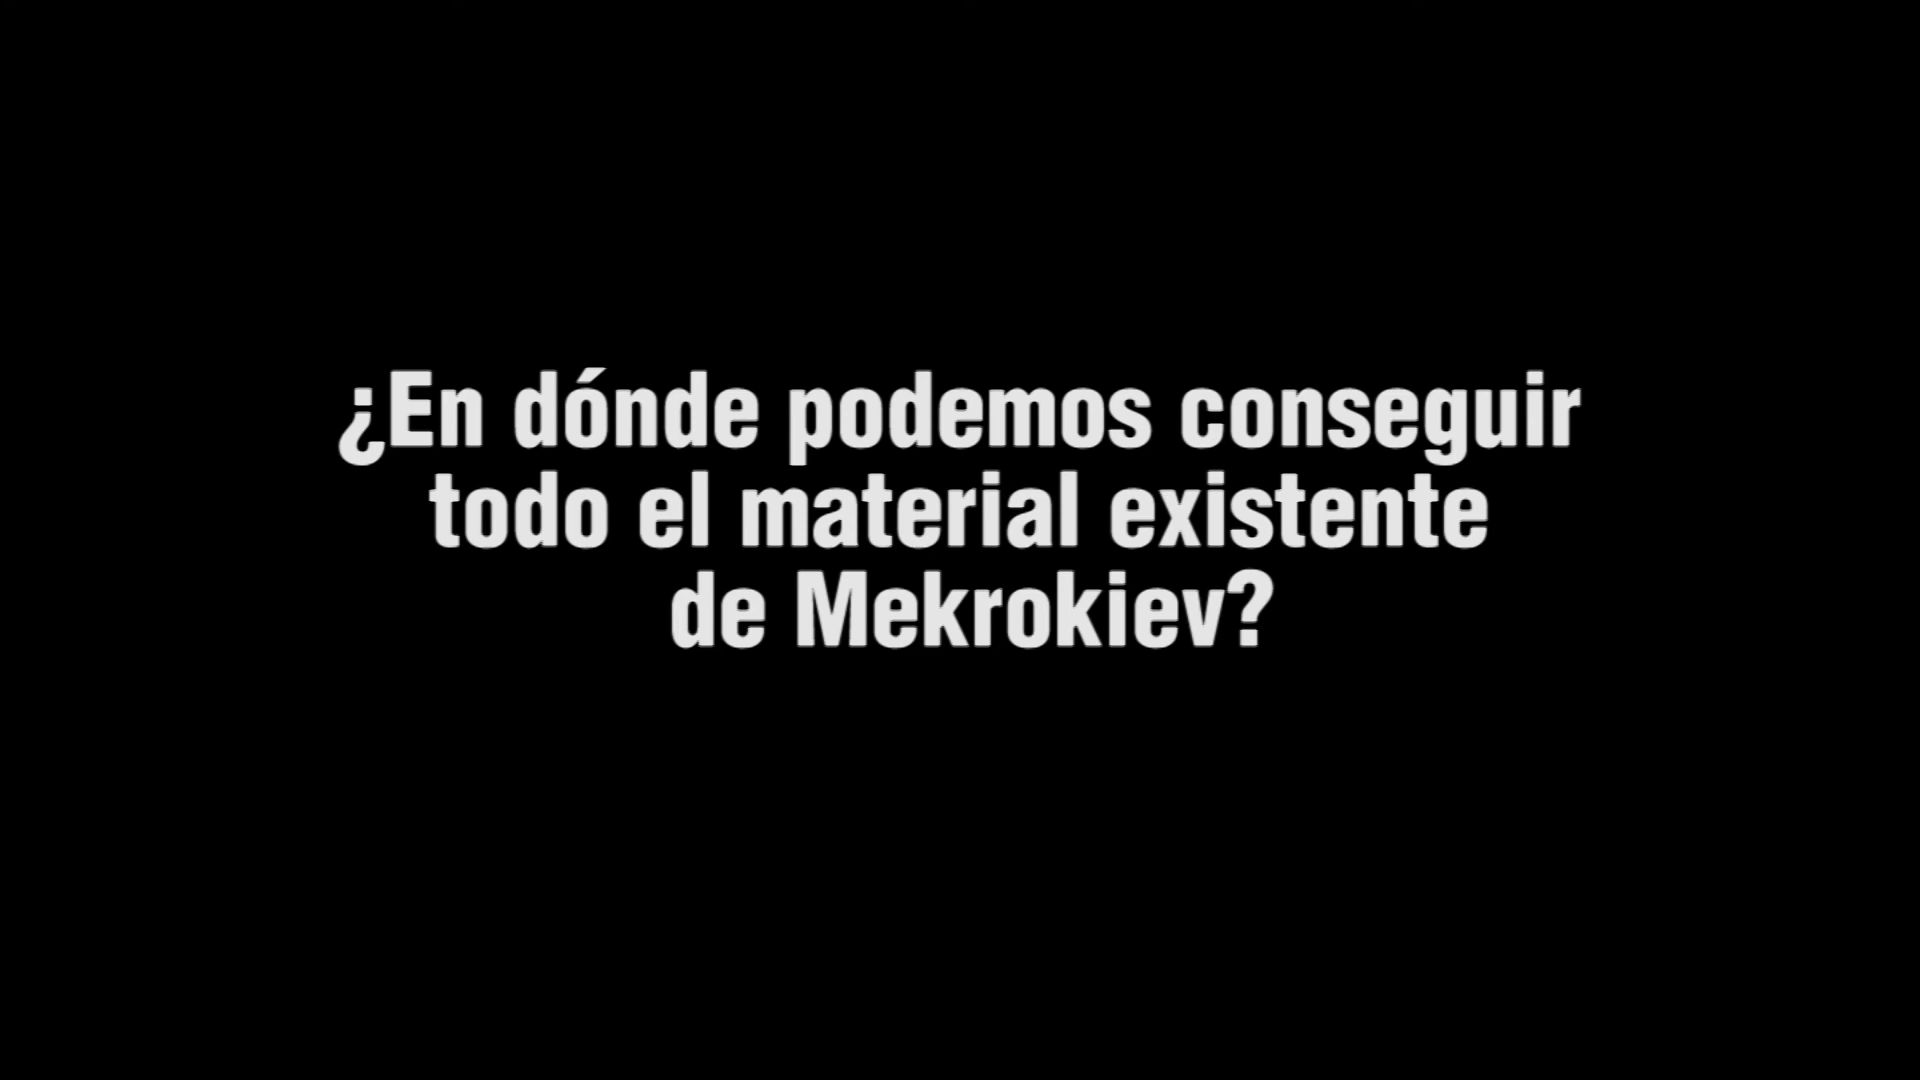 ¿En dónde podemos conseguir
todo el material existente
de Mekrokiev?